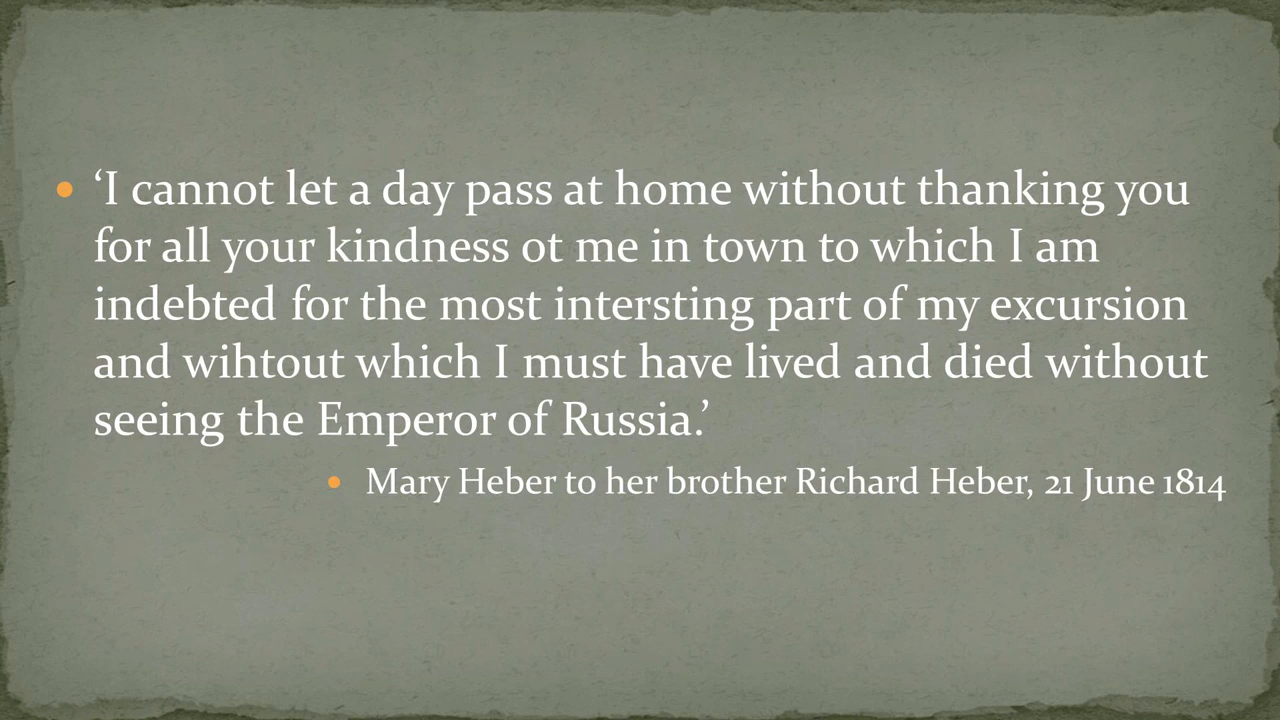 • ‘I cannot let a day pass at home without thanking you
for all your kindness ot me in town to which I am
indebted for the most intersting part of my excursion
and wihtout which I must have lived and died without
seeing the Emperor of Russia.’
• Mary Heber to her brother Richard Heber, 21 June 1814